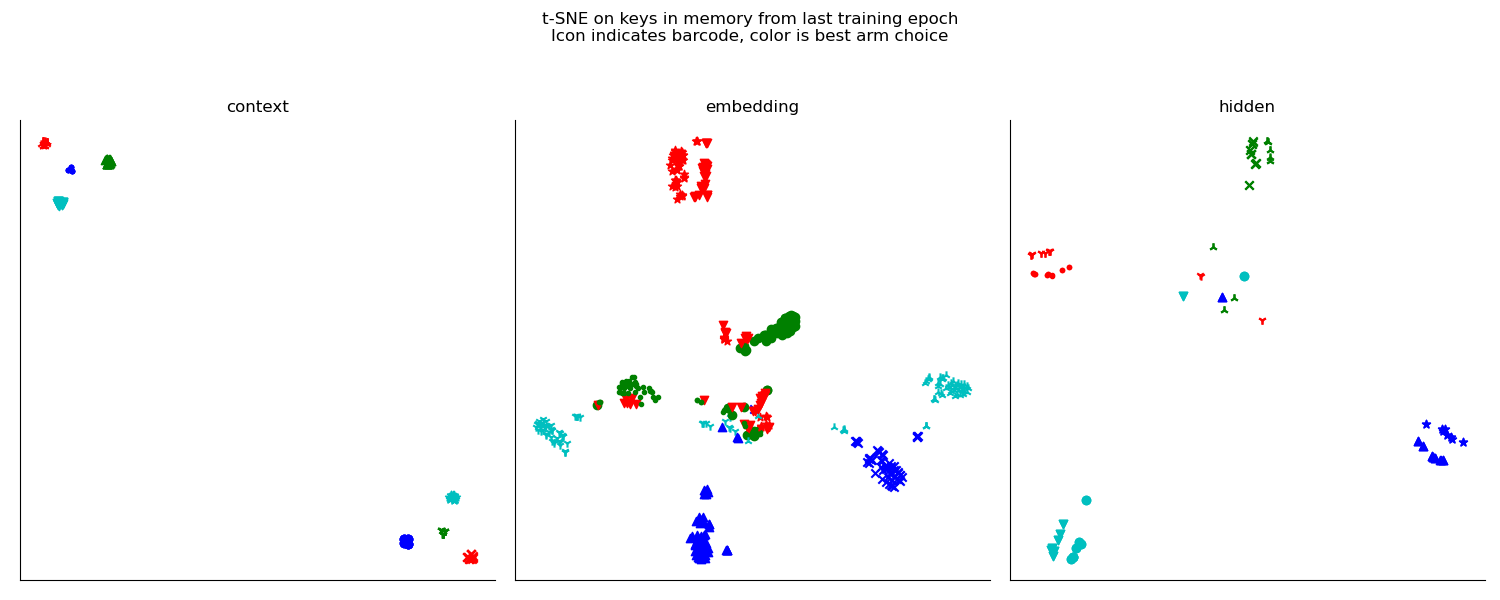 t-SNE on keys in memory from last training epoch
Icon indicates barcode, color is best arm choice
context
embedding
hidden